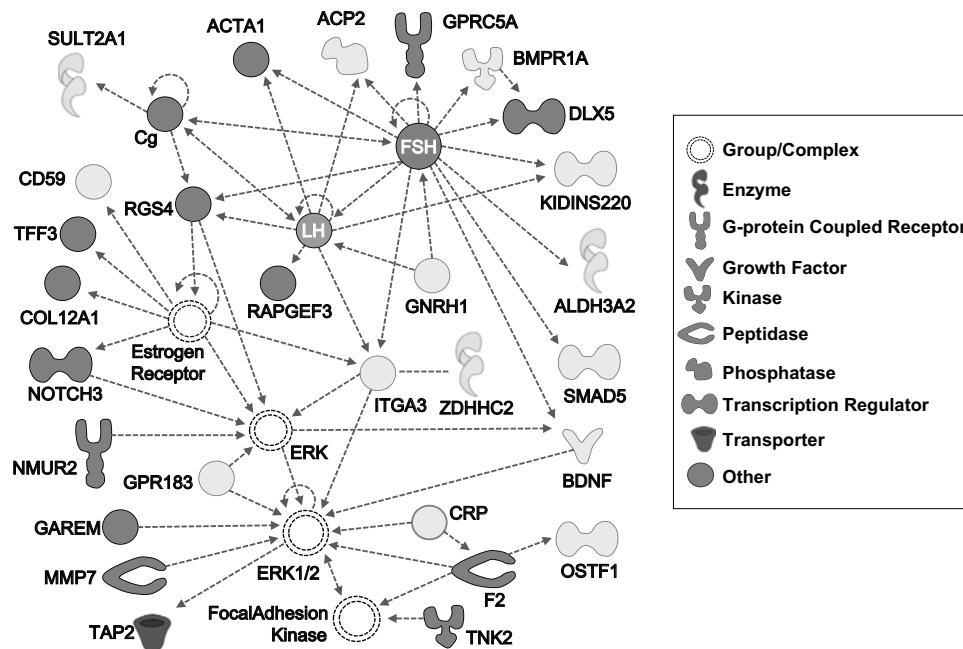 SULT2A1
ACTA1
ACP2
GPRC5A
BMPR1A
DLX5
Cg
FSH
CD59
RGS4
KIDINS220
TFF3
LH
COL12A1
RAPGEF3
GNRH1
ALDH3A2
Estrogen
Receptor
NOTCH3
ITGA3
ZDHHC2
SMAD5
ERK
NMUR2
GPR183
BDNF
GAREM
CRP
OSTF1
MMP7
ERK1/2
F2
TAP2
FocalAdhesion
Kinase
TNK2
Group/Complex
Enzyme
G-protein Coupled Receptor
Growth Factor
Kinase
Peptidase
Phosphatase
Transcription Regulator
Transporter
Other